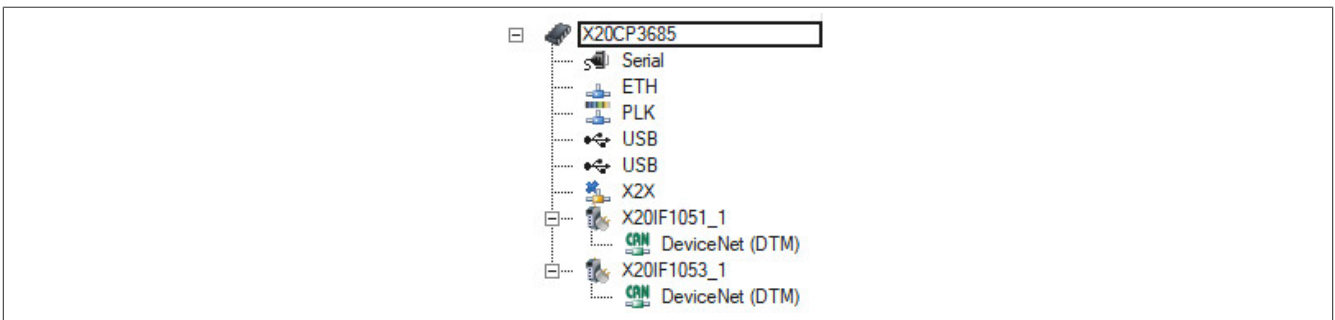 X20CP3685
Serial
ETH
PLK
USB
USB
X2X
X20IF1051_1
CAN DeviceNet (DTM)
X20IF1053_1
CAN DeviceNet (DTM)